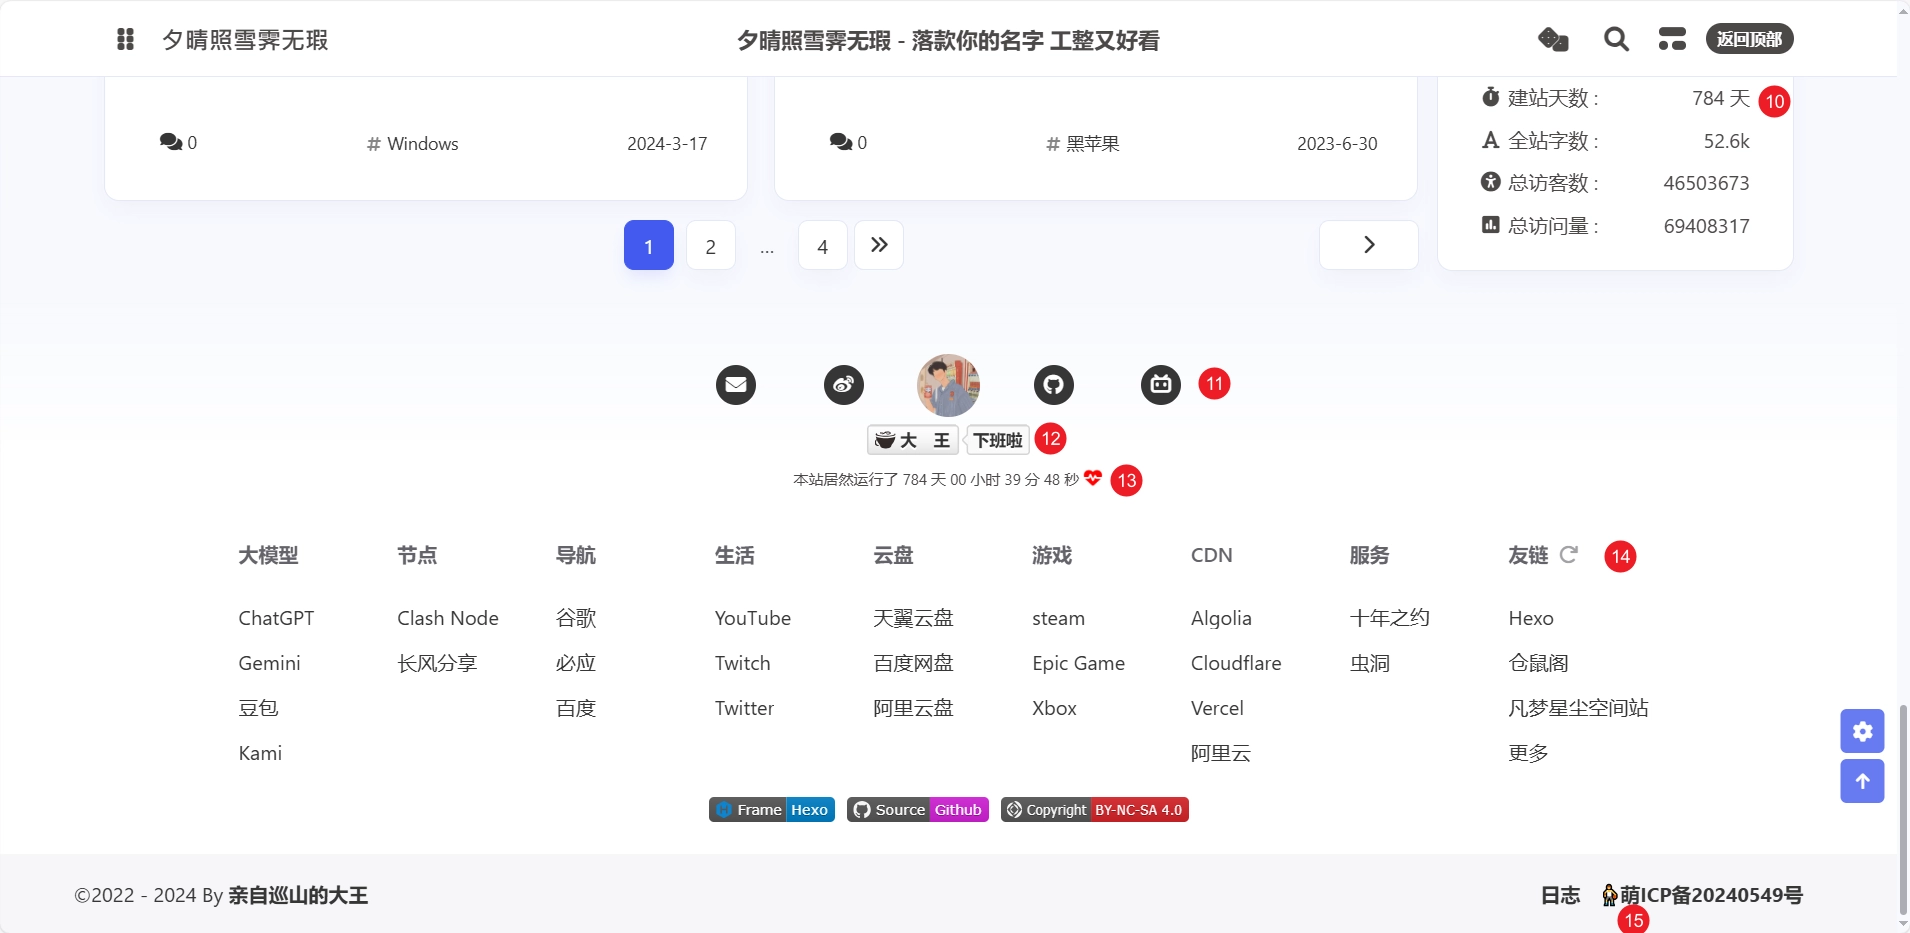 夕晴照雪霁无瑕
夕晴照雪霁无瑕 - 落款你的名字 工整又好看
返回顶部
0
# Windows
2024-3-17
0
# 黑苹果
2023-6-30
建站天数 : 784 天 10
全站字数 : 52.6k
总访客数 : 46503673
总访问量 : 69408317
1 2 ... 4
11
大 王 下班啦 12
本站居然运行了 784 天 00 小时 39 分 48 秒 13
大模型 节点 导航 生活 云盘 游戏 CDN 服务 友链 14
ChatGPT Clash Node 谷歌 YouTube 天翼云盘 steam Algolia 十年之约 Hexo
Gemini 长风分享 必应 Twitch 百度网盘 Epic Game Cloudflare 虫洞 仓鼠阁
豆包 百度 Twitter 阿里云盘 Xbox Vercel 凡梦星尘空间站
Kami 阿里云 更多
Frame Hexo Source Github Copyright BY-NC-SA 4.0
©2022 - 2024 By 亲自巡山的大王
日志 萌ICP备20240549号
15